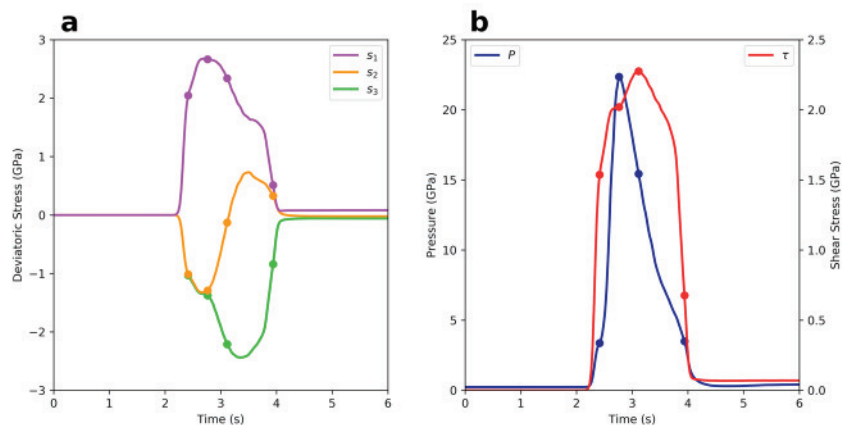 a
3
2
1
0
−1
−2
−3
Deviatoric Stress (GPa)
0 1 2 3 4 5 6
Time (s)
s₁
s₂
s₃
b
P
τ
25
20
15
10
5
0
Pressure (GPa)
2.5
2.0
1.5
1.0
0.5
0.0
Shear Stress (GPa)
0 1 2 3 4 5 6
Time (s)